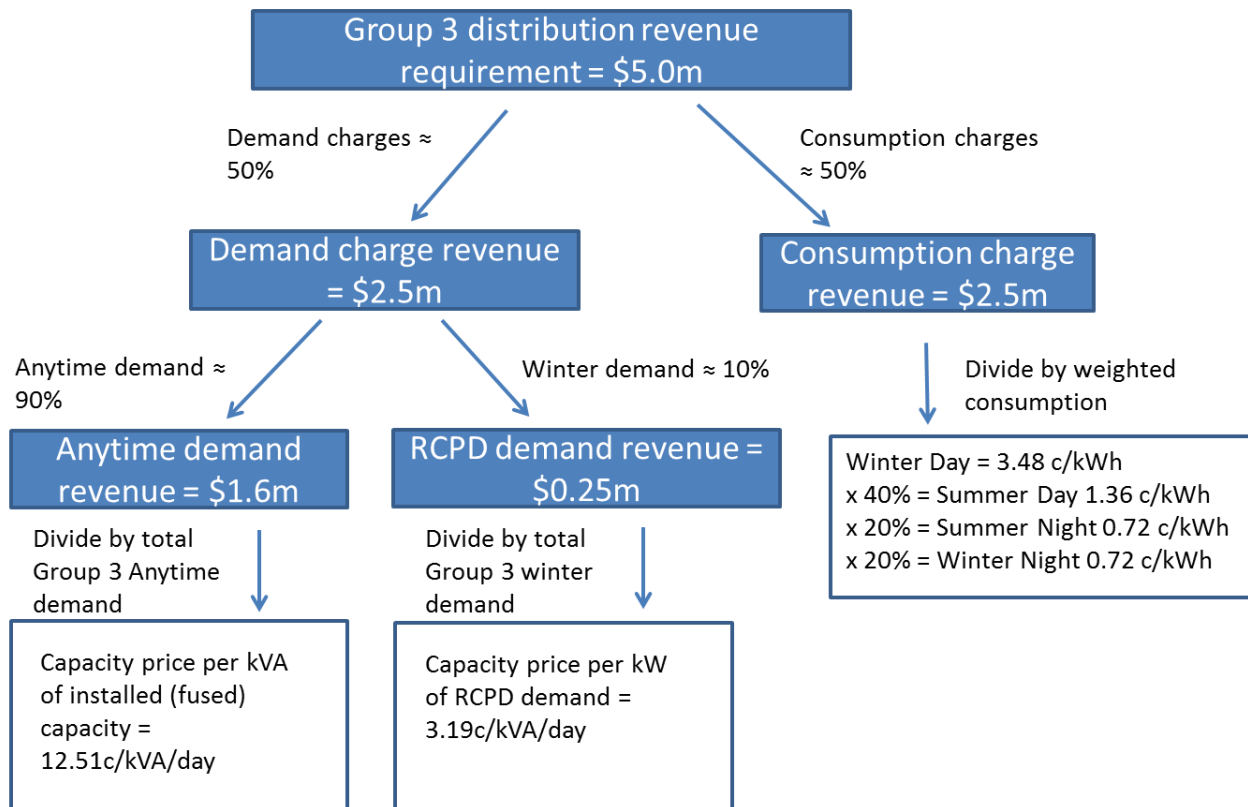 Group 3 distribution revenue
requirement = $5.0m
Demand charges ≈
50%
Consumption charges
≈ 50%
Demand charge revenue
= $2.5m
Consumption charge
revenue = $2.5m
Anytime demand ≈
90%
Winter demand ≈ 10%
Divide by weighted
consumption
Anytime demand
revenue = $1.6m
RCPD demand revenue =
$0.25m
Winter Day = 3.48 c/kWh
x 40% = Summer Day 1.36 c/kWh
x 20% = Summer Night 0.72 c/kWh
x 20% = Winter Night 0.72 c/kWh
Divide by total
Group 3 Anytime
demand
Divide by total
Group 3 winter
demand
Capacity price per kVA
of installed (fused)
capacity =
12.51c/kVA/day
Capacity price per kW
of RCPD demand =
3.19c/kVA/day